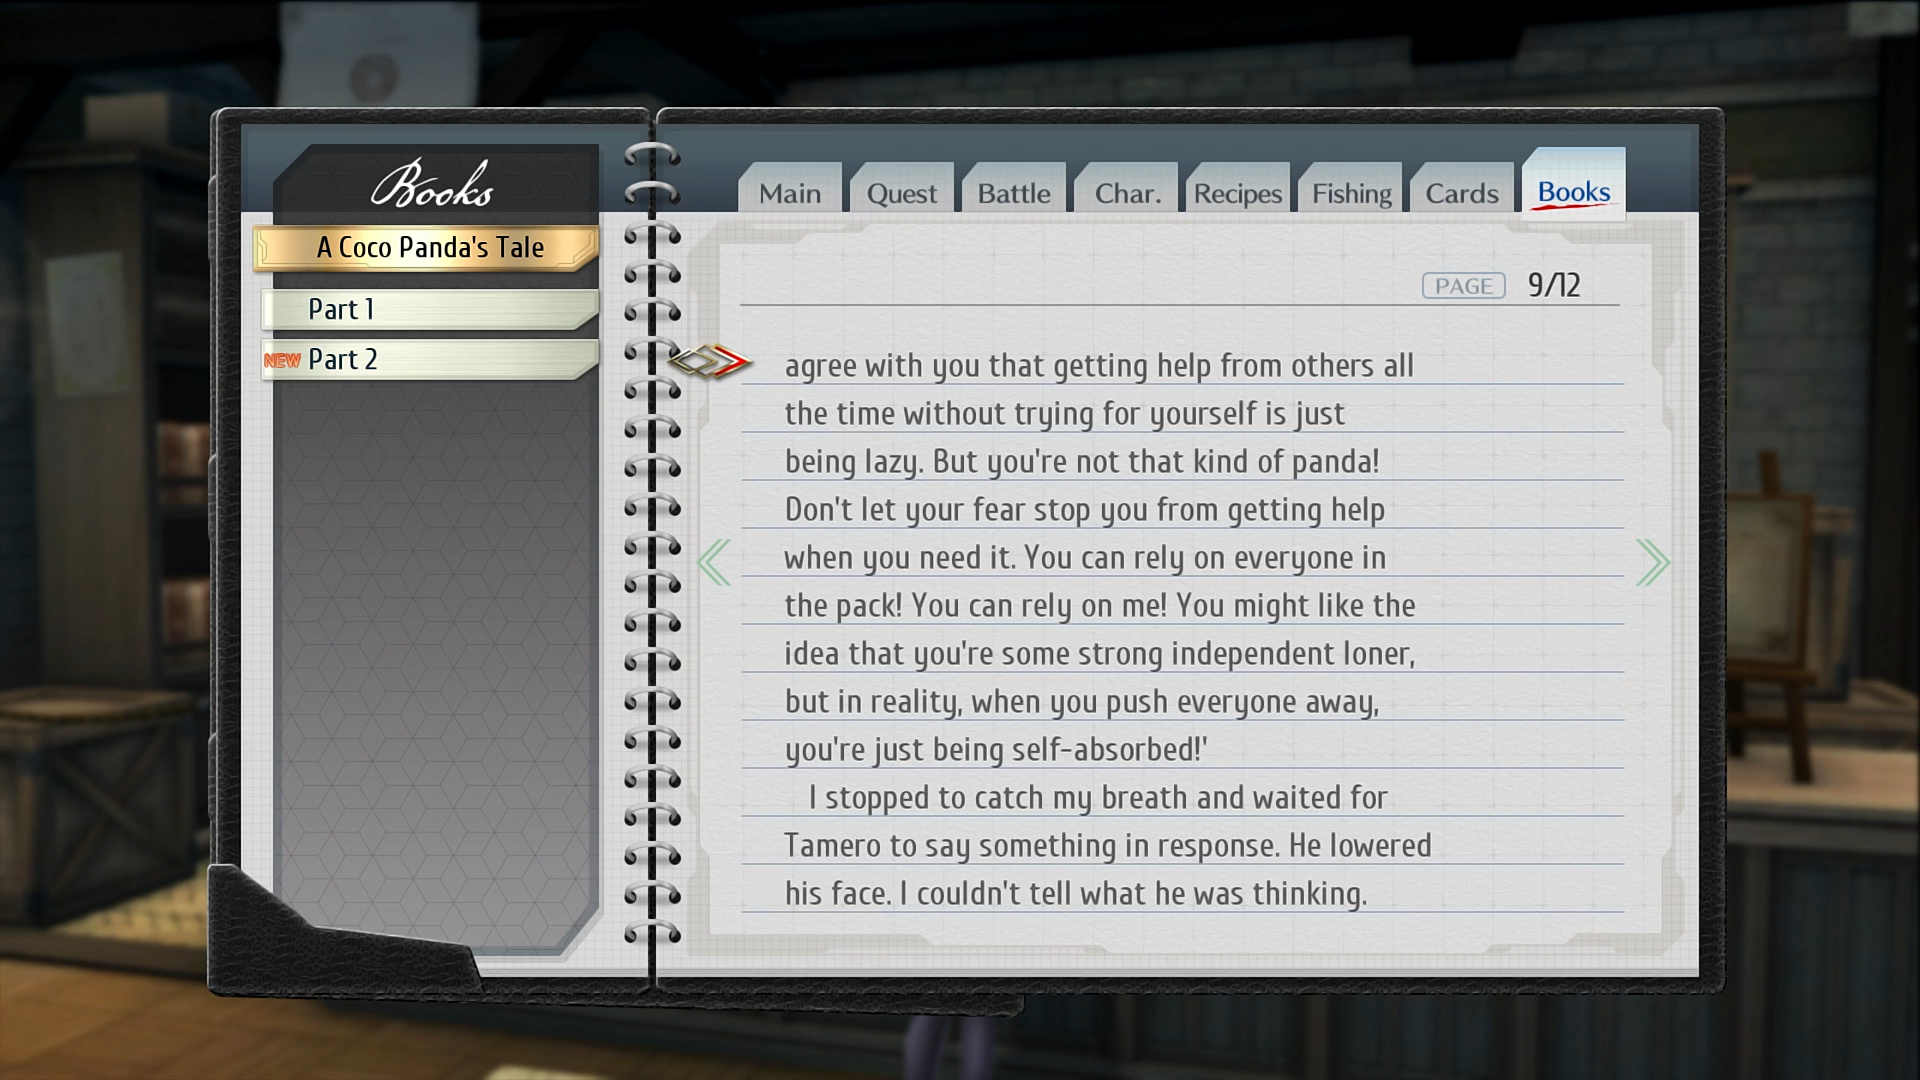 Books
A Coco Panda's Tale
Part 1
NEW Part 2
Main Quest Battle Char. Recipes Fishing Cards Books
PAGE 9/12
agree with you that getting help from others all
the time without trying for yourself is just
being lazy. But you're not that kind of panda!
Don't let your fear stop you from getting help
when you need it. You can rely on everyone in
the pack! You can rely on me! You might like the
idea that you're some strong independent loner,
but in reality, when you push everyone away,
you're just being self-absorbed!'
I stopped to catch my breath and waited for
Tamero to say something in response. He lowered
his face. I couldn't tell what he was thinking.